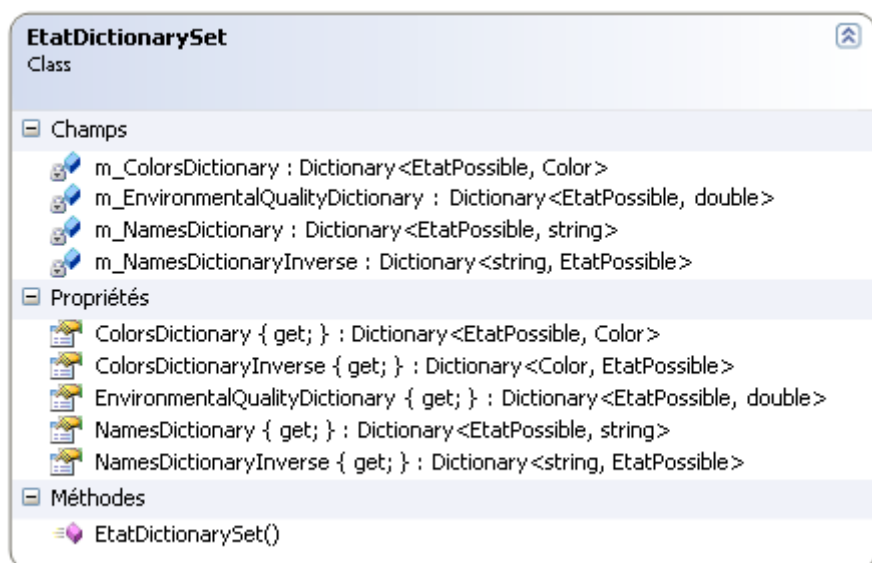 EtatDictionarySet
Class
Champs
m_ColorsDictionary : Dictionary<EtatPossible, Color>
m_EnvironmentalQualityDictionary : Dictionary<EtatPossible, double>
m_NamesDictionary : Dictionary<EtatPossible, string>
m_NamesDictionaryInverse : Dictionary<string, EtatPossible>
Propriétés
ColorsDictionary { get; } : Dictionary<EtatPossible, Color>
ColorsDictionaryInverse { get; } : Dictionary<Color, EtatPossible>
EnvironmentalQualityDictionary { get; } : Dictionary<EtatPossible, double>
NamesDictionary { get; } : Dictionary<EtatPossible, string>
NamesDictionaryInverse { get; } : Dictionary<string, EtatPossible>
Méthodes
EtatDictionarySet()